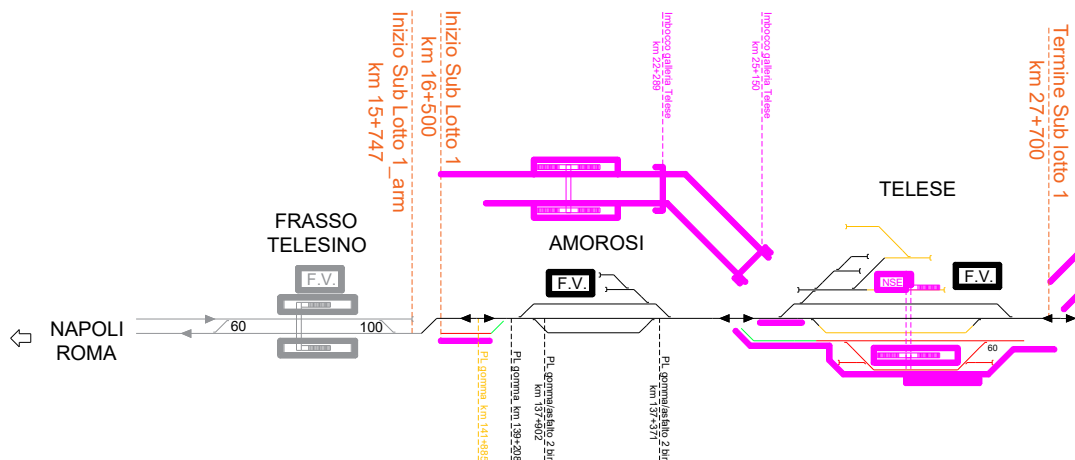 Inizio Sub Lotto 1_arm
km 15+747
Inizio Sub Lotto 1
km 16+500
Imbocco galleria Telese
km 22+289
Imbocco galleria Telese
km 25+150
Termine Sub lotto 1
km 27+700
FRASSO
TELESINO
F.V.
AMOROSI
F.V.
TELESE
NSE
F.V.
NAPOLI
ROMA
60
100
60
PL gomma km 141+885
PL gomma km 139+208
PL gomma/asfalto 2 bin
km 137+902
PL gomma/asfalto 2 bin
km 137+371